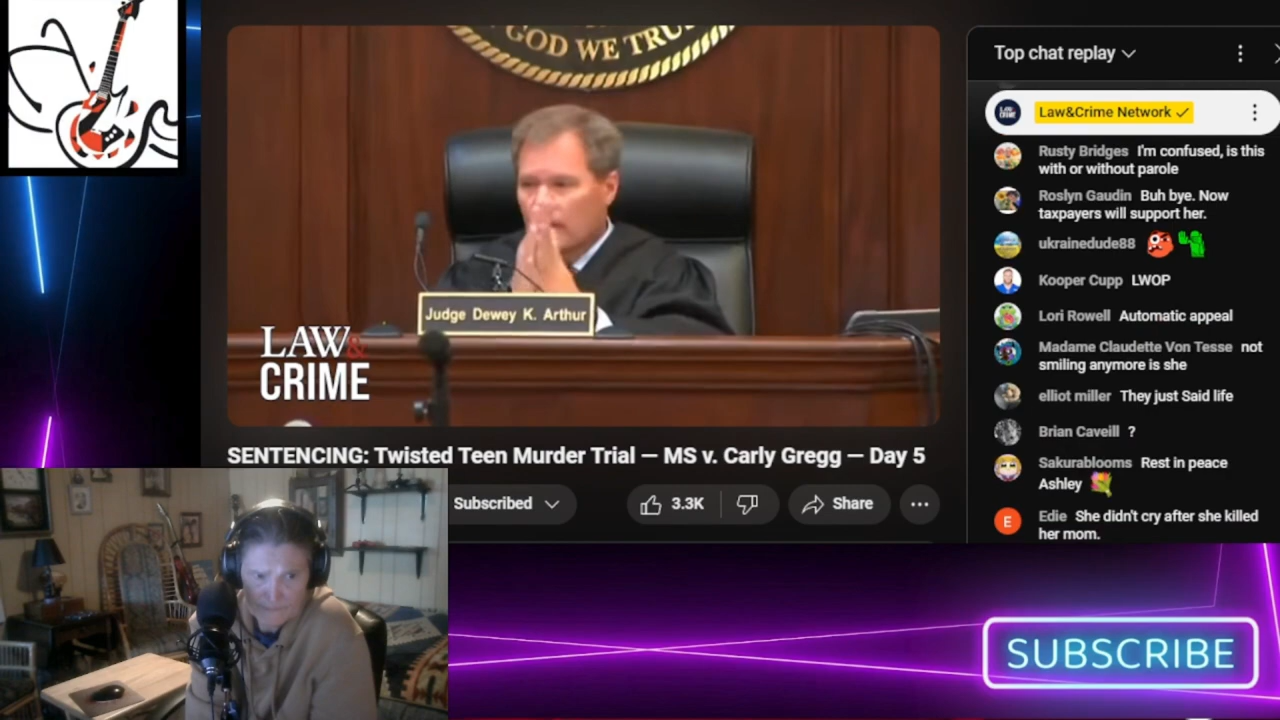 GOD WE TRU
Judge Dewey K. Arthur
LAW&
CRIME
SENTENCING: Twisted Teen Murder Trial — MS v. Carly Gregg — Day 5
Subscribed
3.3K
Share
Top chat replay
LAW&
CRIME
Law&Crime Network
Rusty Bridges I'm confused, is this
with or without parole
Roslyn Gaudin Buh bye. Now
taxpayers will support her.
ukrainedude88
Kooper Cupp LWOP
Lori Rowell Automatic appeal
Madame Claudette Von Tesse not
smiling anymore is she
elliot miller They just Said life
Brian Caveill ?
Sakurablooms Rest in peace
Ashley
E
Edie She didn't cry after she killed
her mom.
SUBSCRIBE